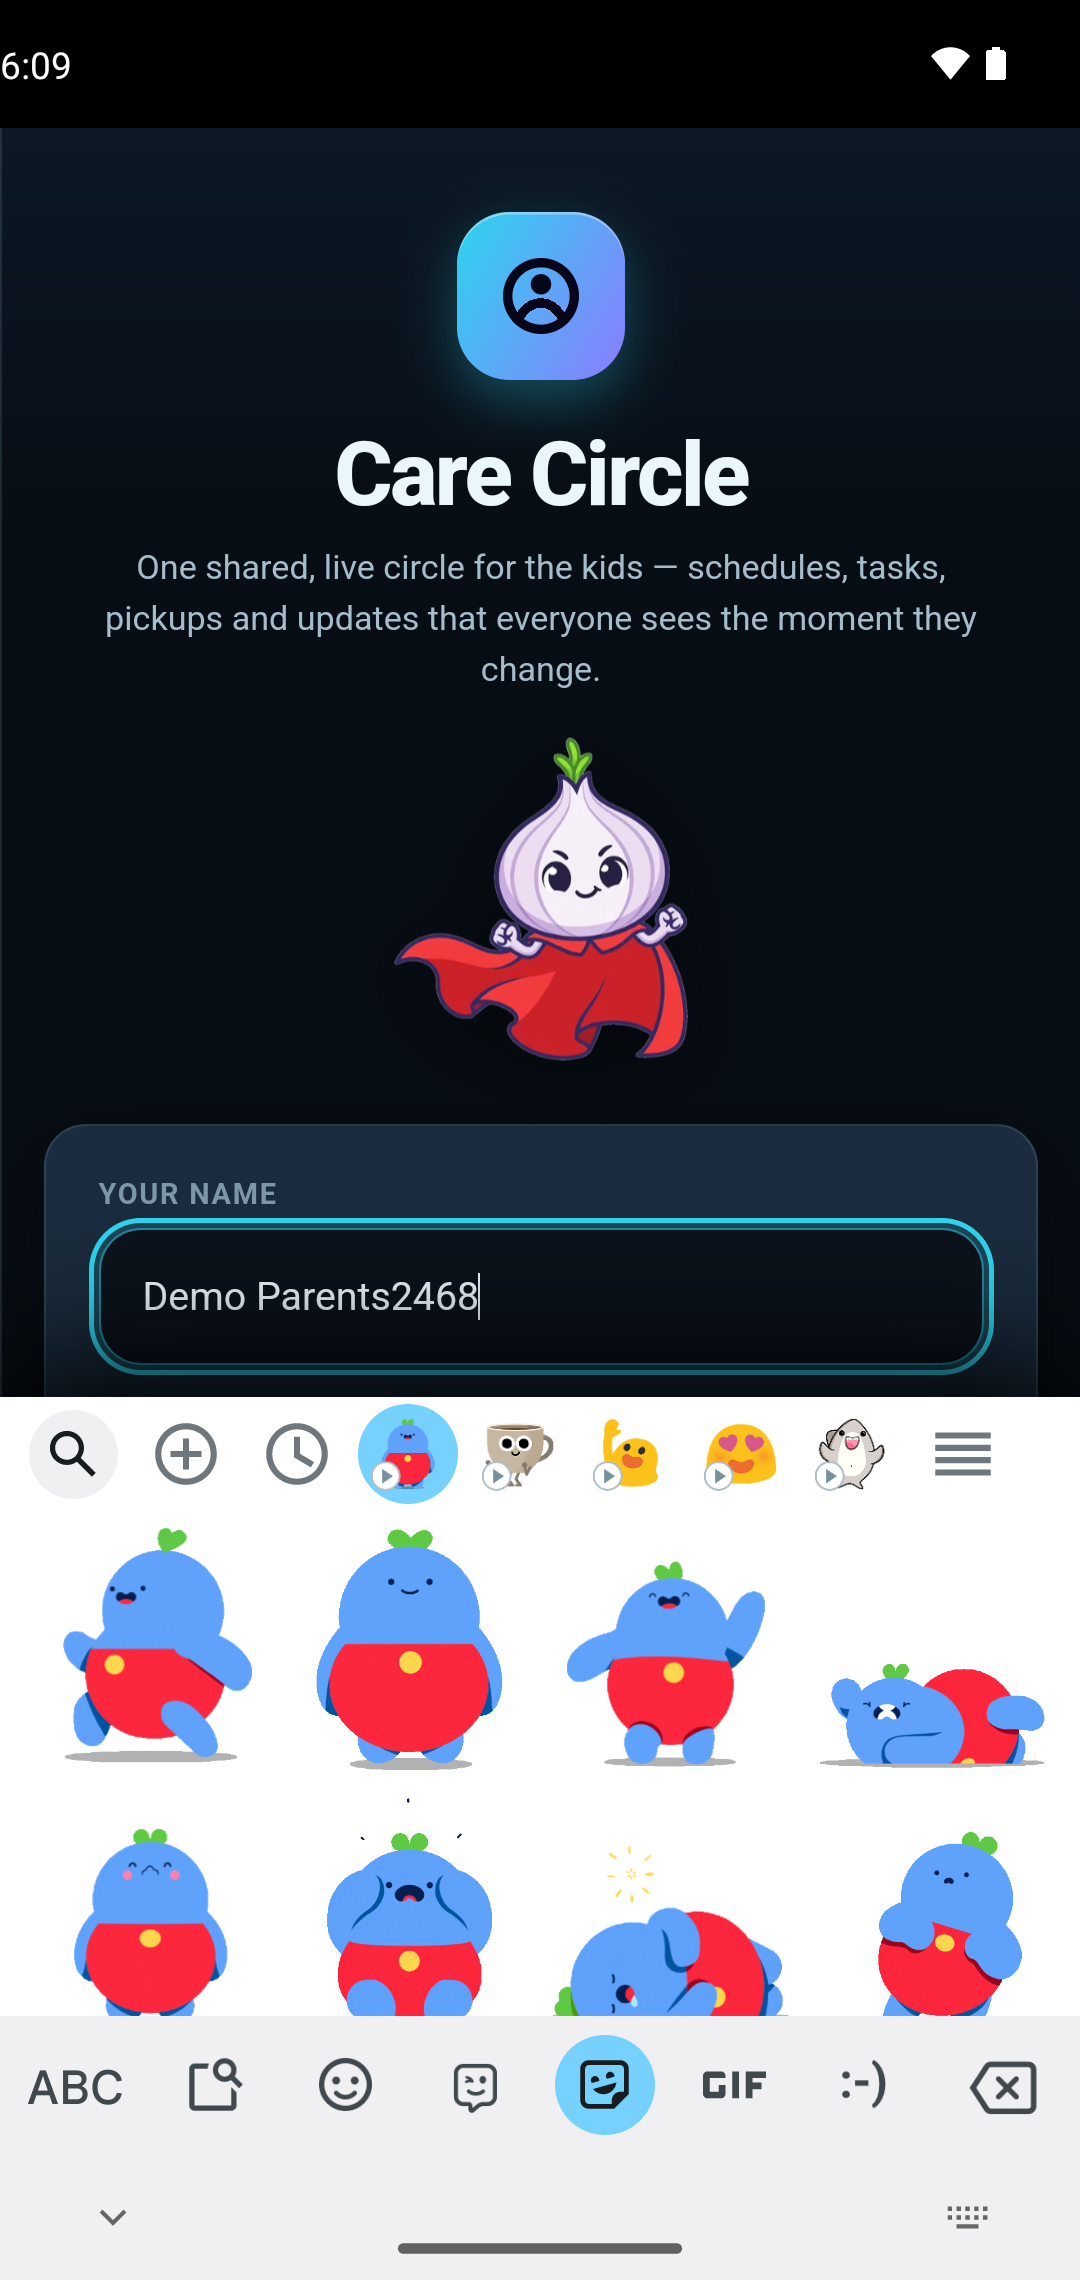 6:09
Care Circle
One shared, live circle for the kids — schedules, tasks,
pickups and updates that everyone sees the moment they
change.
YOUR NAME
Demo Parents2468
ABC
GIF
:-)